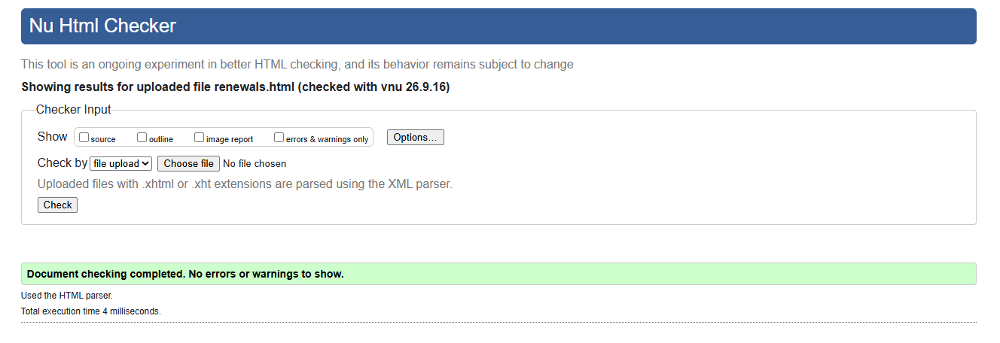 Nu Html Checker
This tool is an ongoing experiment in better HTML checking, and its behavior remains subject to change
Showing results for uploaded file renewals.html (checked with vnu 26.9.16)
Checker Input
Show source outline image report errors & warnings only Options...
Check by file upload Choose file No file chosen
Uploaded files with .xhtml or .xht extensions are parsed using the XML parser.
Check
Document checking completed. No errors or warnings to show.
Used the HTML parser.
Total execution time 4 milliseconds.